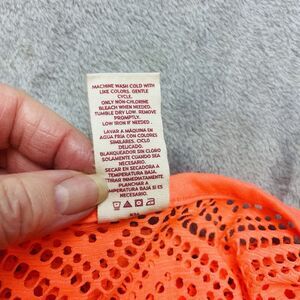 MACHINE WASH COLD WITH
LIKE COLORS. GENTLE
CYCLE.
ONLY NON-CHLORINE
BLEACH WHEN NEEDED.
TUMBLE DRY LOW. REMOVE
PROMPTLY.
LOW IRON IF NEEDED.
LAVAR A MÁQUINA EN
AGUA FRIA CON COLORES
SIMILARES. CICLO
DELICADO.
BLANQUEADOR SIN CLORO
SOLAMENTE CUANDO SEA
NECESARIO.
SECAR EN SECADORA A
TEMPERATURA BAJA.
RETIRAR INMEDIATAMENTE.
PLANCHAR A
TEMPERATURA BAJA SI ES
NECESARIO.